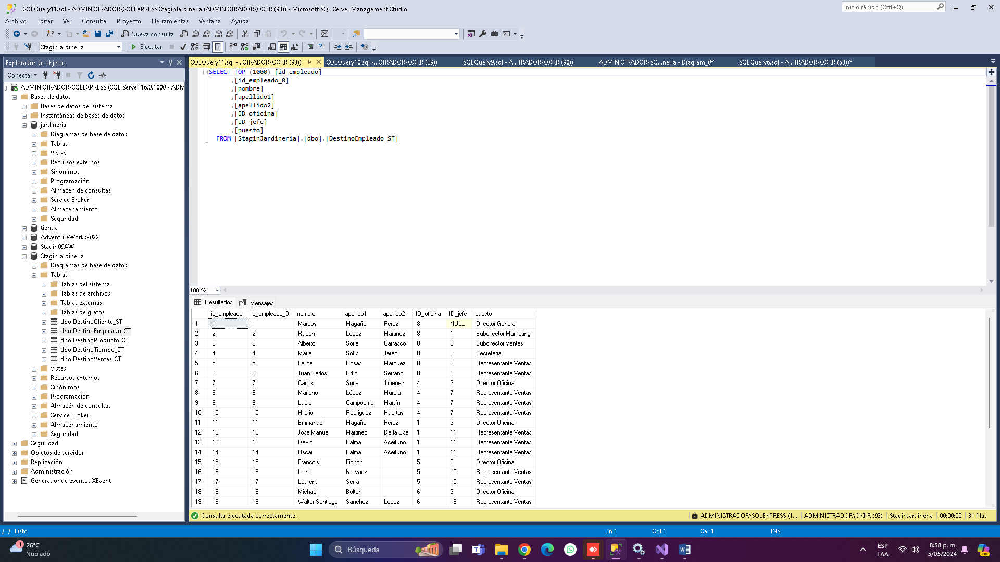 SQLQuery11.sql - ADMINISTRADOR\SQLEXPRESS.StaginJardineria (ADMINISTRADOR\OXKR (93)) - Microsoft SQL Server Management Studio
Inicio rápido (Ctrl+Q)
Archivo Editar Ver Consulta Proyecto Herramientas Ventana Ayuda
Nueva consulta MDX DMX XMLA DAX
StaginJardineria Ejecutar
Explorador de objetos
Conectar
ADMINISTRADOR\SQLEXPRESS (SQL Server 16.0.1000 - ADM
Bases de datos
Bases de datos del sistema
Instantáneas de bases de datos
jardineria
Diagramas de base de datos
Tablas
Vistas
Recursos externos
Sinónimos
Programación
Almacén de consultas
Service Broker
Almacenamiento
Seguridad
tienda
AdventureWorks2022
Stagin09AW
StaginJardineria
Diagramas de base de datos
Tablas
Tablas del sistema
Tablas de archivos
Tablas externas
Tablas de grafos
dbo.DestinoCliente_ST
dbo.DestinoEmpleado_ST
dbo.DestinoProducto_ST
dbo.DestinoTiempo_ST
dbo.DestinoVentas_ST
Vistas
Recursos externos
Sinónimos
Programación
Almacén de consultas
Service Broker
Almacenamiento
Seguridad
Seguridad
Objetos de servidor
Replicación
Administración
Generador de eventos XEvent
SQLQuery11.sql -...STRADOR\OXKR (93)) SQLQuery10.sql -...STRADOR\OXKR (89)) SQLQuery9.sql - A...TRADOR\OXKR (90)) ADMINISTRADOR\SQ...neria - Diagram_0* SQLQuery6.sql - A...TRADOR\OXKR (53))*
SELECT TOP (1000) [id_empleado]
,[id_empleado_0]
,[nombre]
,[apellido1]
,[apellido2]
,[ID_oficina]
,[ID_jefe]
,[puesto]
FROM [StaginJardineria].[dbo].[DestinoEmpleado_ST]
100 %
Resultados Mensajes
id_empleado id_empleado_0 nombre apellido1 apellido2 ID_oficina ID_jefe puesto
1 1 1 Marcos Magaña Perez 8 NULL Director General
2 2 2 Ruben López Martinez 8 1 Subdirector Marketing
3 3 3 Alberto Soria Carrasco 8 2 Subdirector Ventas
4 4 4 Maria Solís Jerez 8 2 Secretaria
5 5 5 Felipe Rosas Marquez 8 3 Representante Ventas
6 6 6 Juan Carlos Ortiz Serrano 8 3 Representante Ventas
7 7 7 Carlos Soria Jimenez 4 3 Director Oficina
8 8 8 Mariano López Murcia 4 7 Representante Ventas
9 9 9 Lucio Campoamor Martín 4 7 Representante Ventas
10 10 10 Hilario Rodriguez Huertas 4 7 Representante Ventas
11 11 11 Emmanuel Magaña Perez 1 3 Director Oficina
12 12 12 José Manuel Martinez De la Osa 1 11 Representante Ventas
13 13 13 David Palma Aceituno 1 11 Representante Ventas
14 14 14 Oscar Palma Aceituno 1 11 Representante Ventas
15 15 15 Francois Fignon 5 3 Director Oficina
16 16 16 Lionel Narvaez 5 15 Representante Ventas
17 17 17 Laurent Serra 5 15 Representante Ventas
18 18 18 Michael Bolton 6 3 Director Oficina
19 19 19 Walter Santiago Sanchez Lopez 6 18 Representante Ventas
Consulta ejecutada correctamente. ADMINISTRADOR\SQLEXPRESS (1... ADMINISTRADOR\OXKR (93) StaginJardineria 00:00:00 31 filas
Listo Lín 1 Col 1 Car 1 INS
1 26°C
Nublado
Búsqueda
ESP
LAA
8:58 p. m.
5/05/2024
PRE